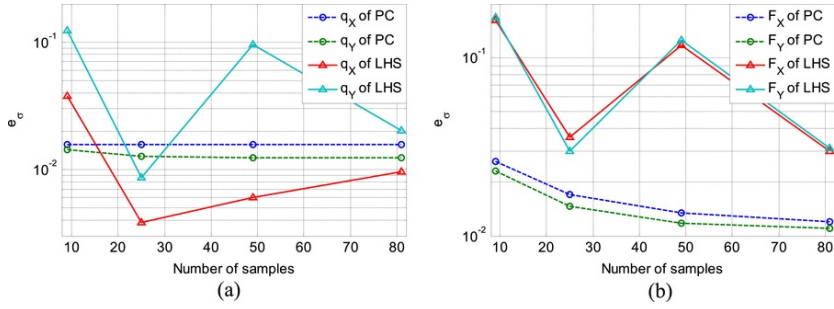 10^-1
10^-2
e_σ
10 20 30 40 50 60 70 80
Number of samples
q_X of PC
q_Y of PC
q_X of LHS
q_Y of LHS
(a)
10^-1
10^-2
e_σ
10 20 30 40 50 60 70 80
Number of samples
F_X of PC
F_Y of PC
F_X of LHS
F_Y of LHS
(b)